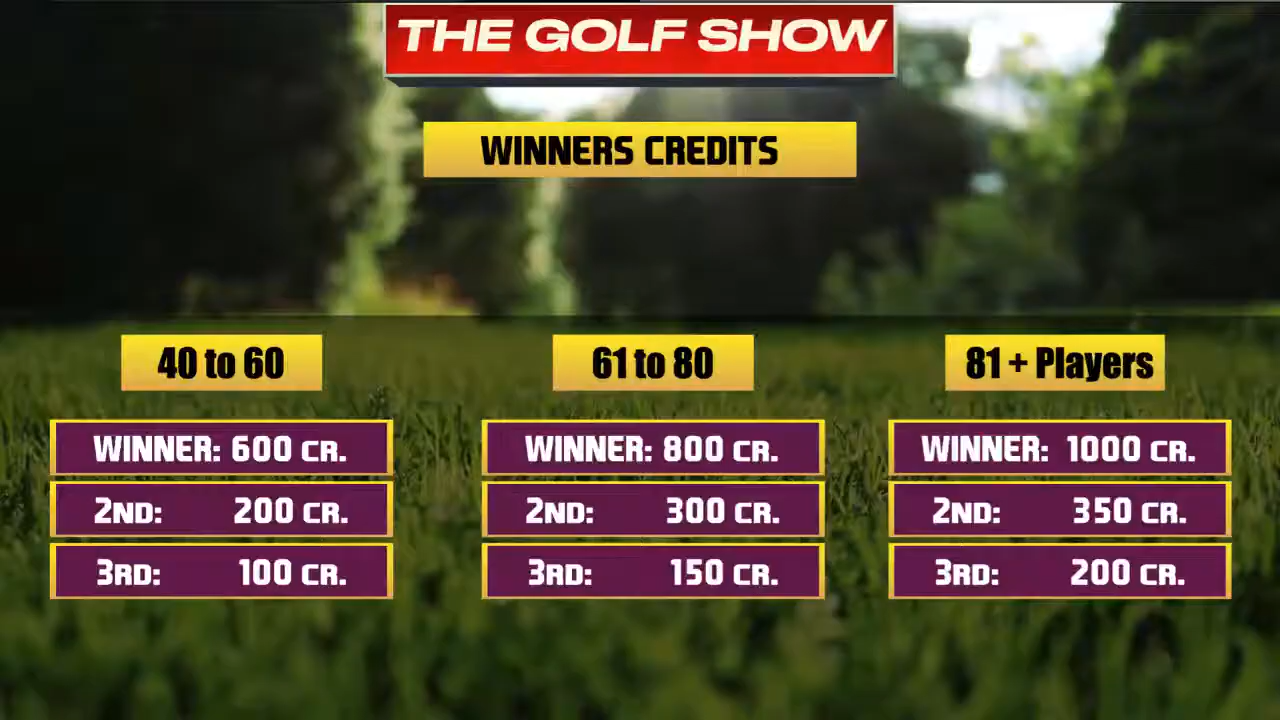 THE GOLF SHOW
WINNERS CREDITS
40 to 60
WINNER: 600 CR.
2ND: 200 CR.
3RD: 100 CR.
61 to 80
WINNER: 800 CR.
2ND: 300 CR.
3RD: 150 CR.
81 + Players
WINNER: 1000 CR.
2ND: 350 CR.
3RD: 200 CR.